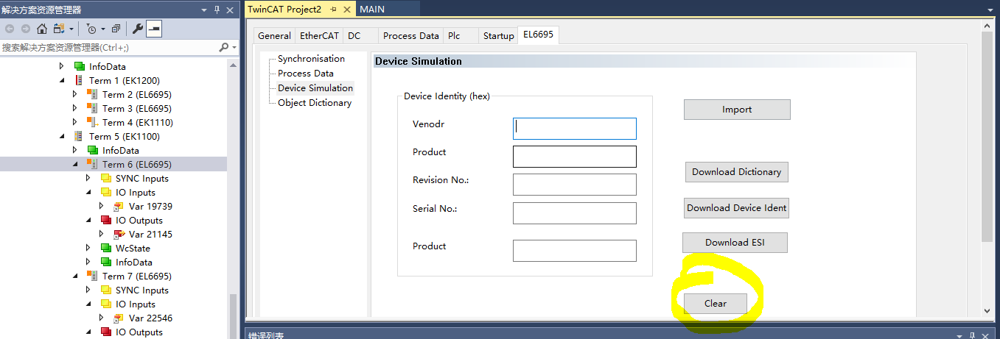 解决方案资源管理器
搜索解决方案资源管理器(Ctrl+;)
InfoData
Term 1 (EK1200)
Term 2 (EL6695)
Term 3 (EL6695)
Term 4 (EK1110)
Term 5 (EK1100)
InfoData
Term 6 (EL6695)
SYNC Inputs
IO Inputs
Var 19739
IO Outputs
Var 21145
WcState
InfoData
Term 7 (EL6695)
SYNC Inputs
IO Inputs
Var 22546
IO Outputs
TwinCAT Project2 MAIN
General EtherCAT DC Process Data Plc Startup EL6695
Synchronisation
Process Data
Device Simulation
Object Dictionary
Device Simulation
Device Identity (hex)
Venodr
Product
Revision No.:
Serial No.:
Product
Import
Download Dictionary
Download Device Ident
Download ESI
Clear
错误列表